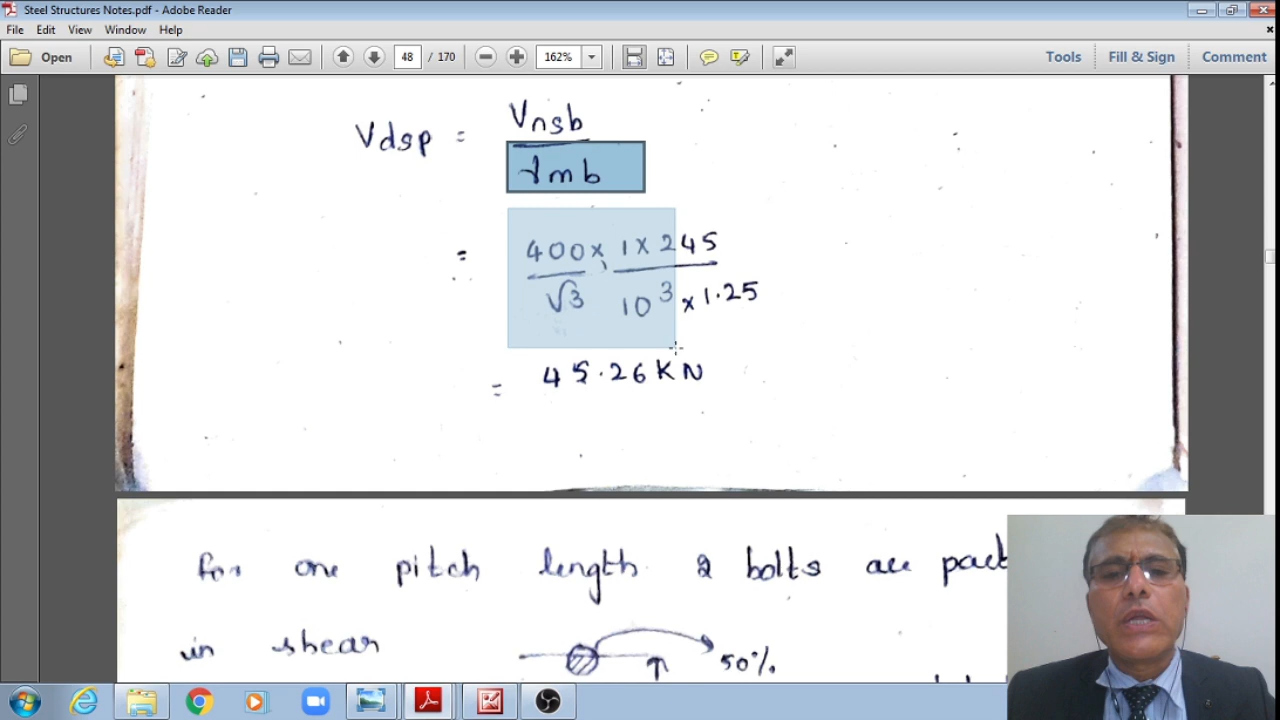 Steel Structures Notes.pdf - Adobe Reader
File Edit View Window Help
Open 48 / 170 162% Tools Fill & Sign Comment
Vdsp = Vnsb
γmb
= 400 × 1 × 245
√3 10³ × 1.25
= 45.26 KN
for one pitch length 2 bolts are
in shear
50%